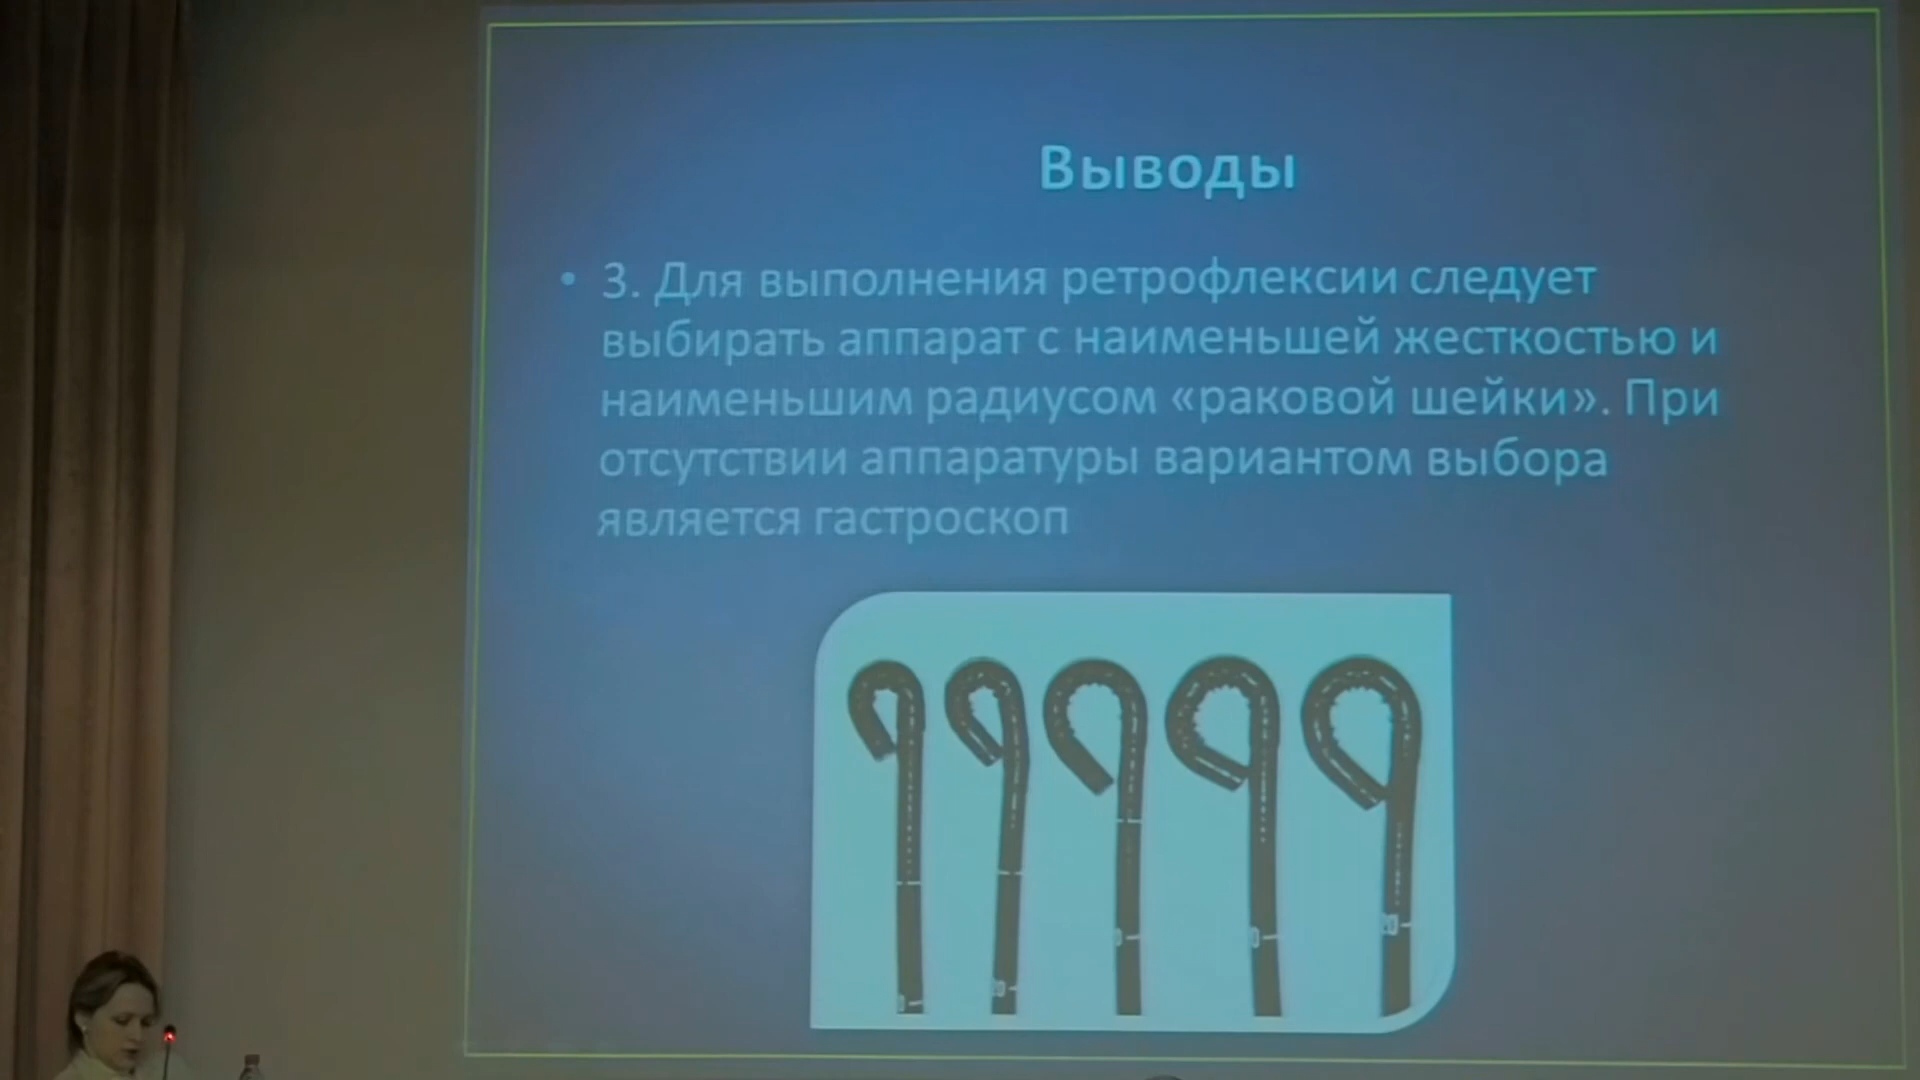 Выводы
• 3. Для выполнения ретрофлексии следует
выбирать аппарат с наименьшей жесткостью и
наименьшим радиусом «раковой шейки». При
отсутствии аппаратуры вариантом выбора
является гастроскоп